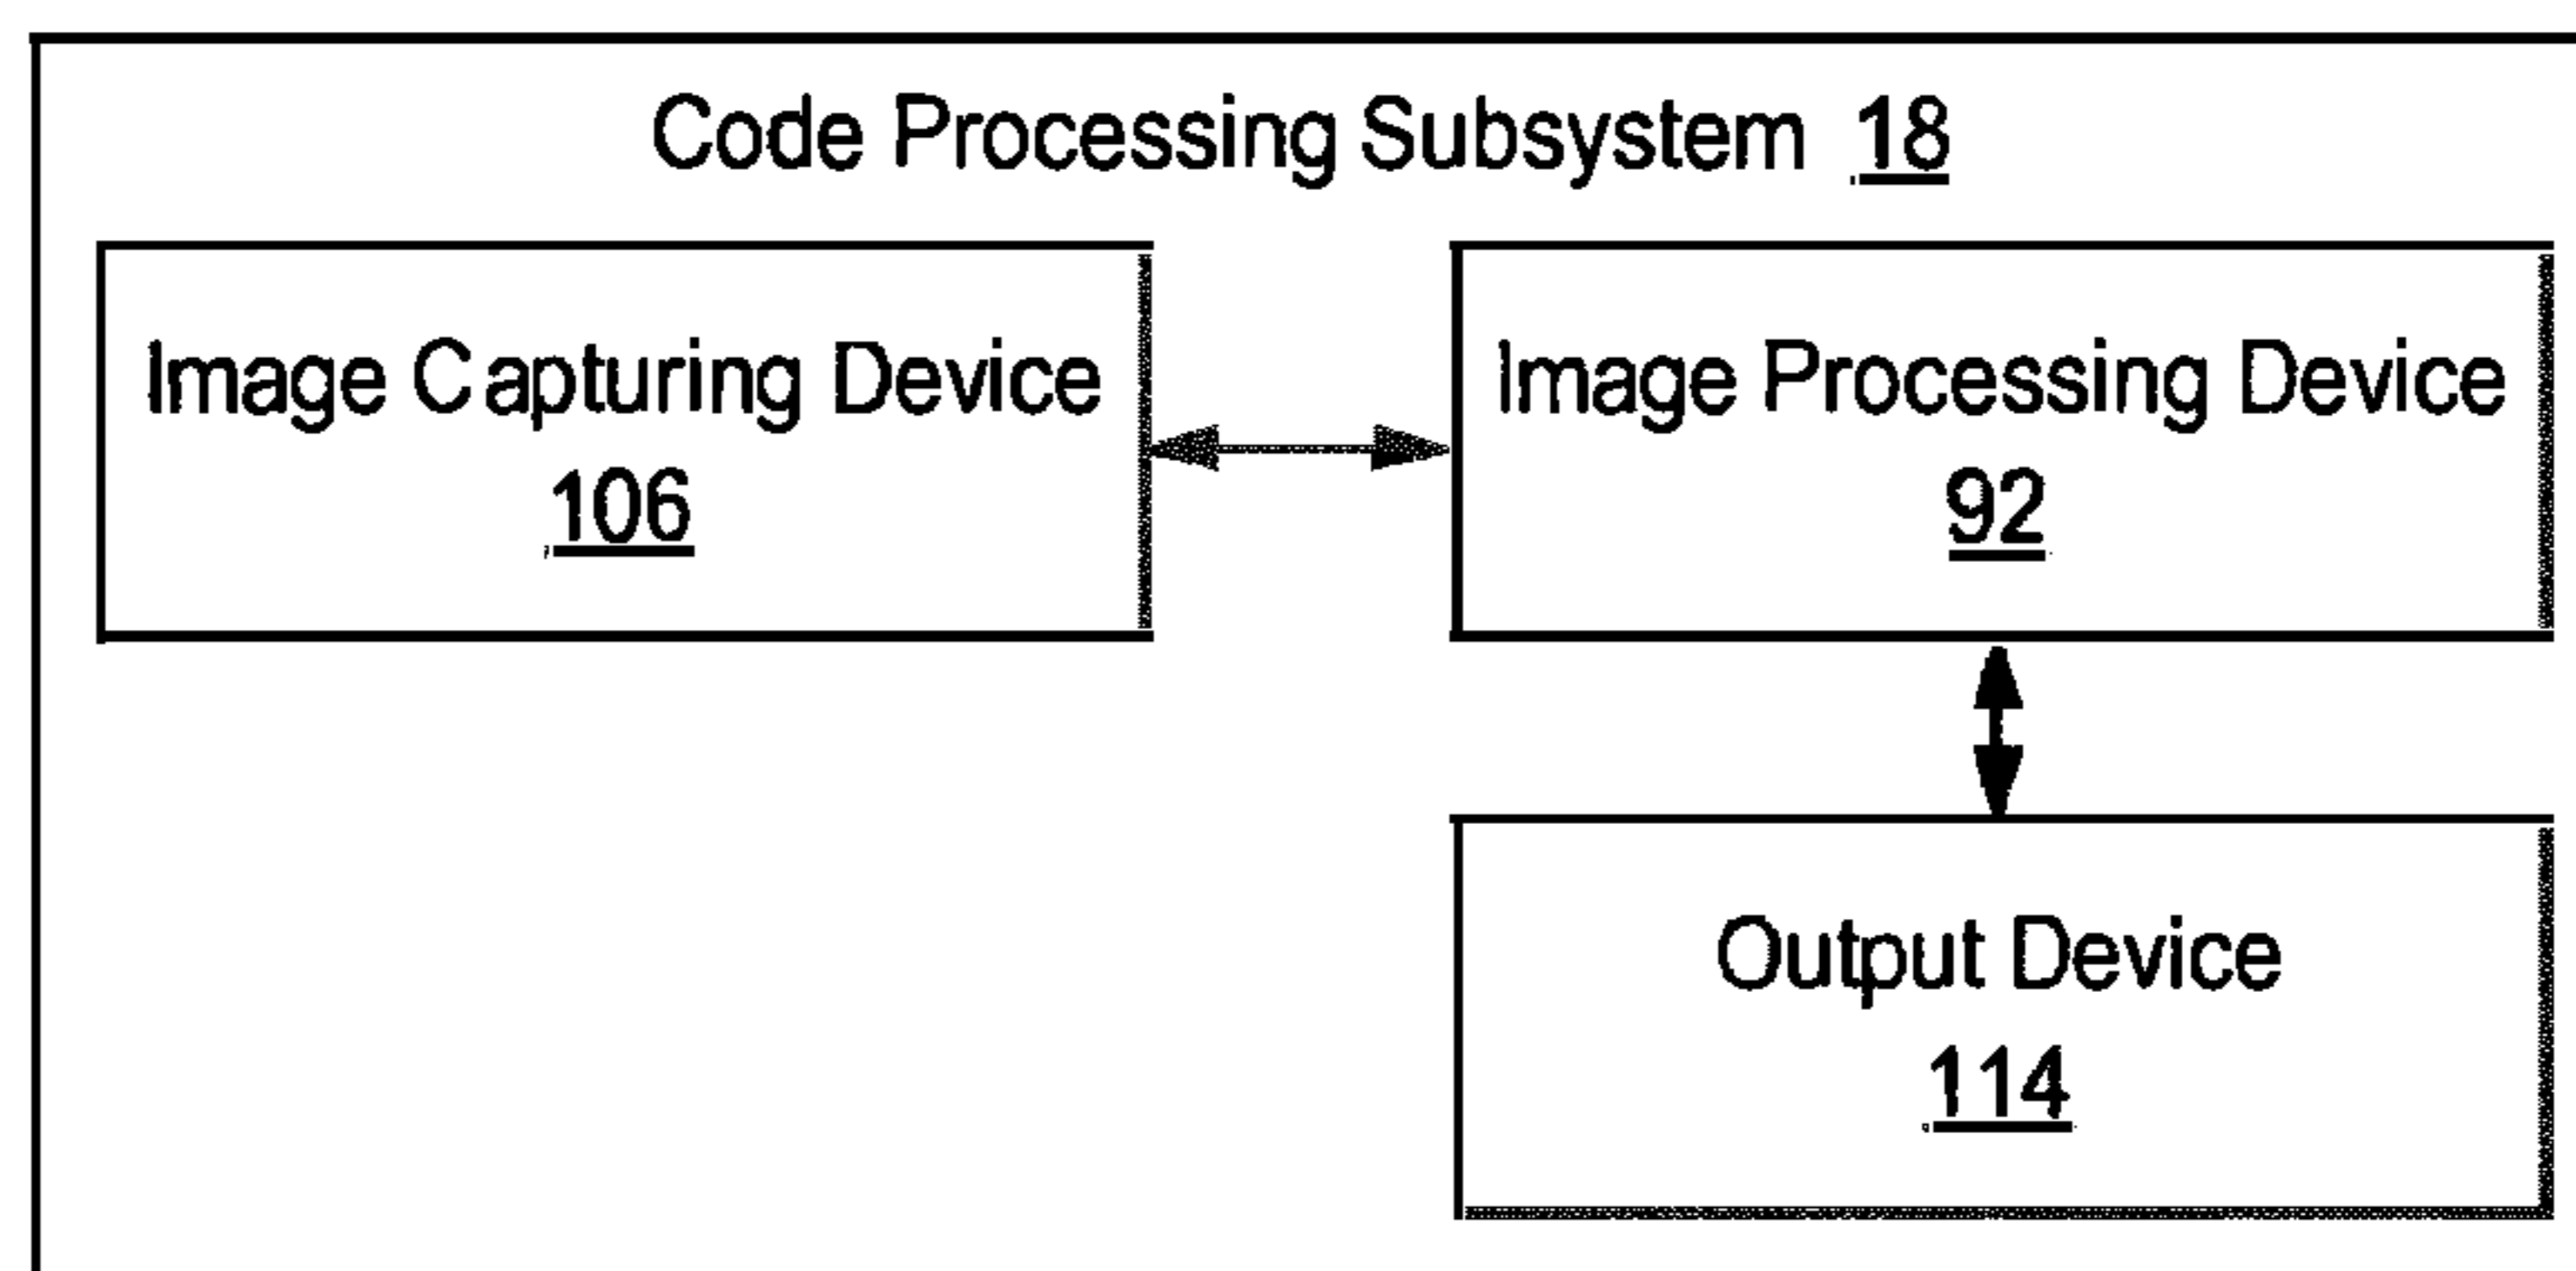 Code Processing Subsystem 18
Image Capturing Device
106
Image Processing Device
92
Output Device
114